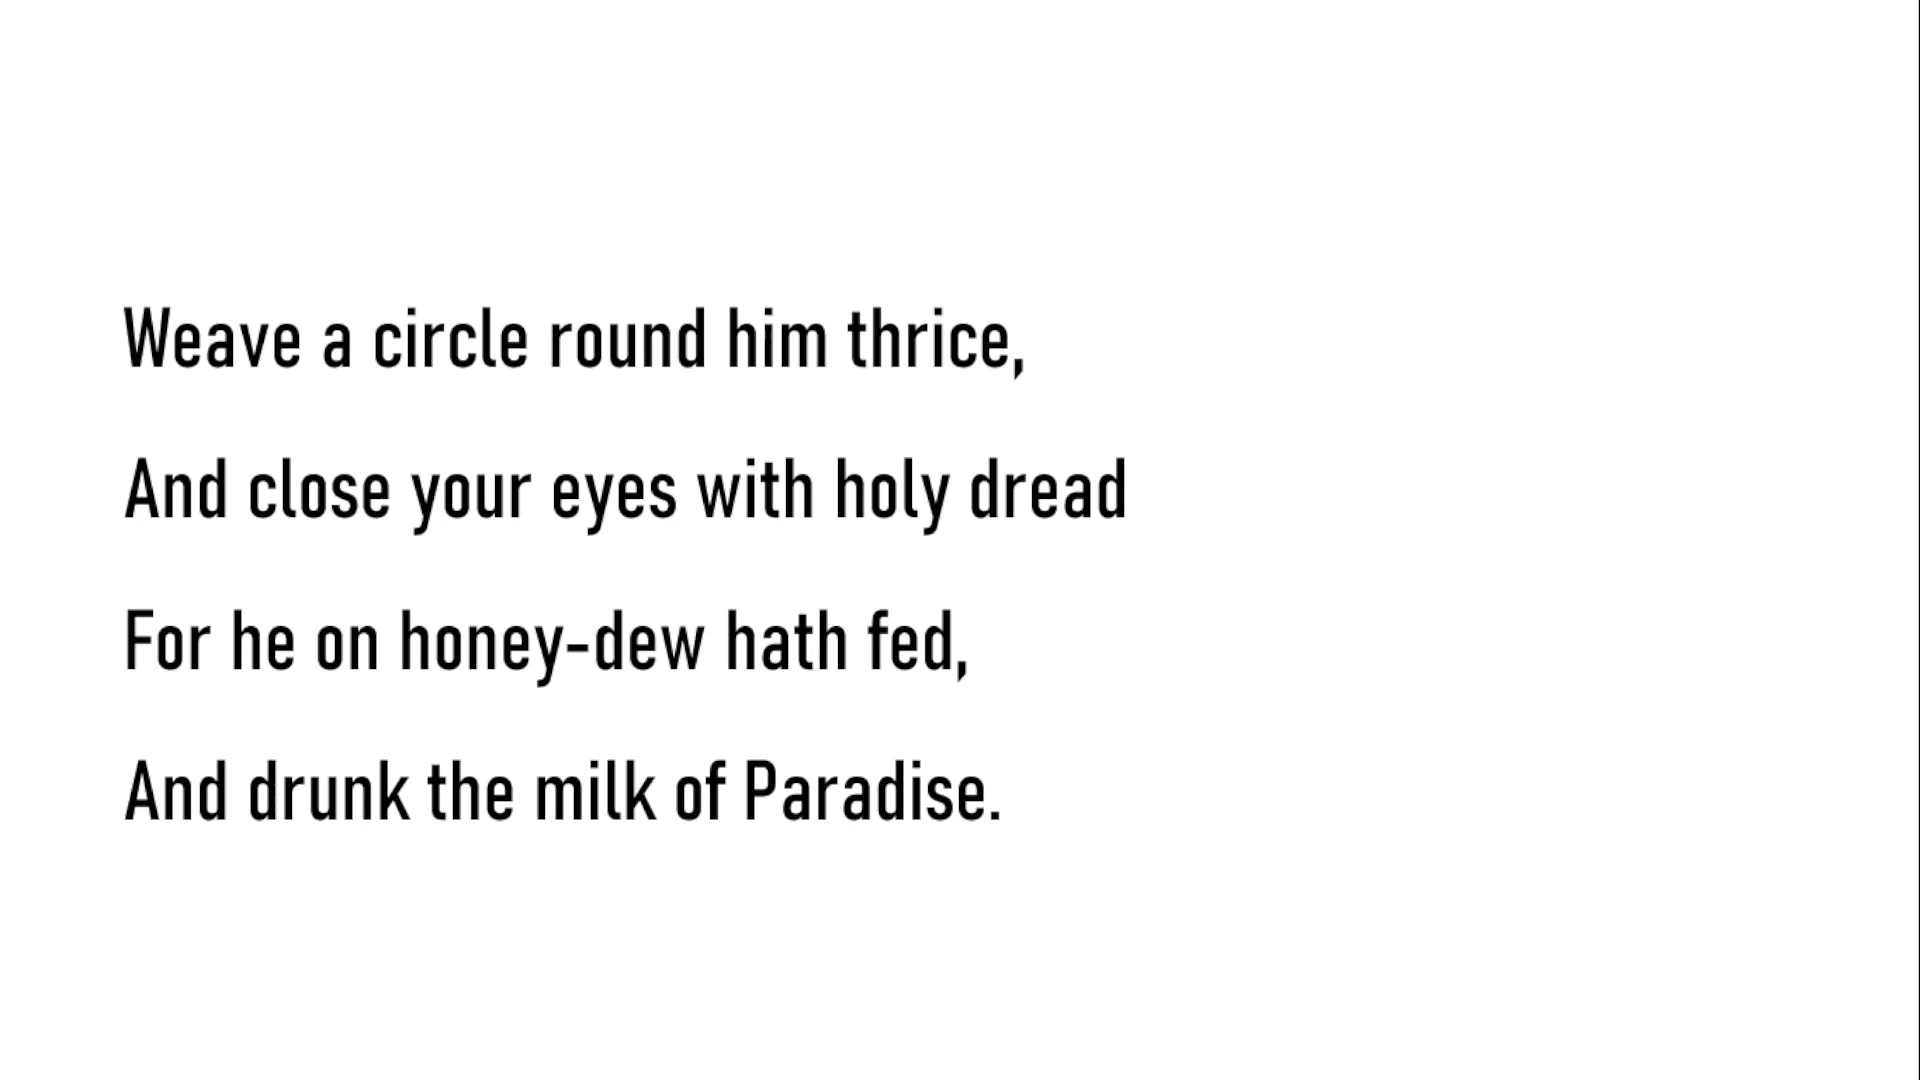 Weave a circle round him thrice,
And close your eyes with holy dread
For he on honey-dew hath fed,
And drunk the milk of Paradise.